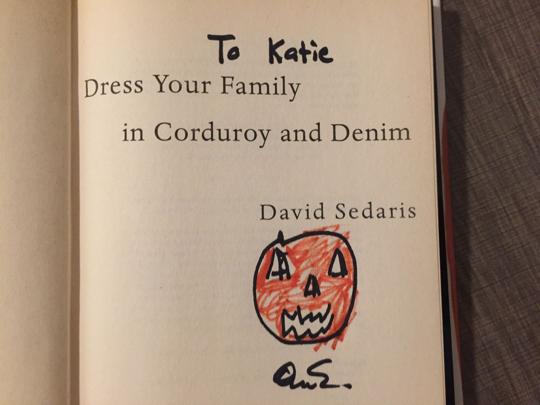 To Katie
Dress Your Family
in Corduroy and Denim
David Sedaris